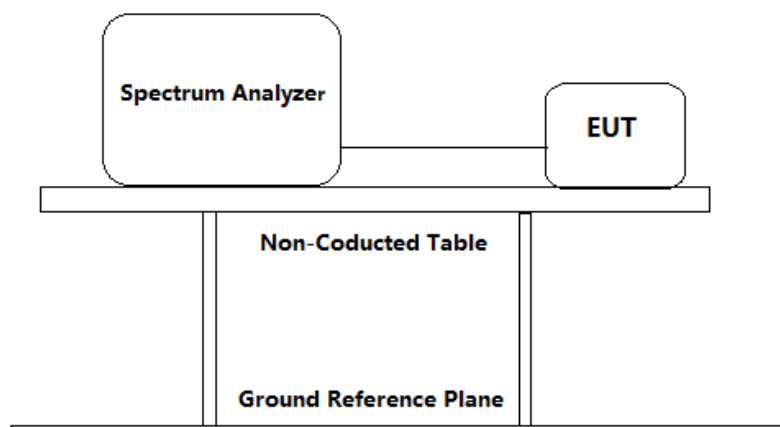 Spectrum Analyzer
EUT
Non-Coducted Table
Ground Reference Plane